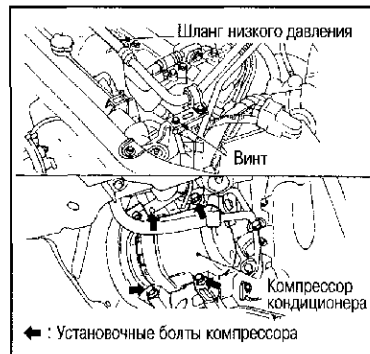 Шланг низкого давления
Винт
Компрессор
кондиционера
: Установочные болты компрессора